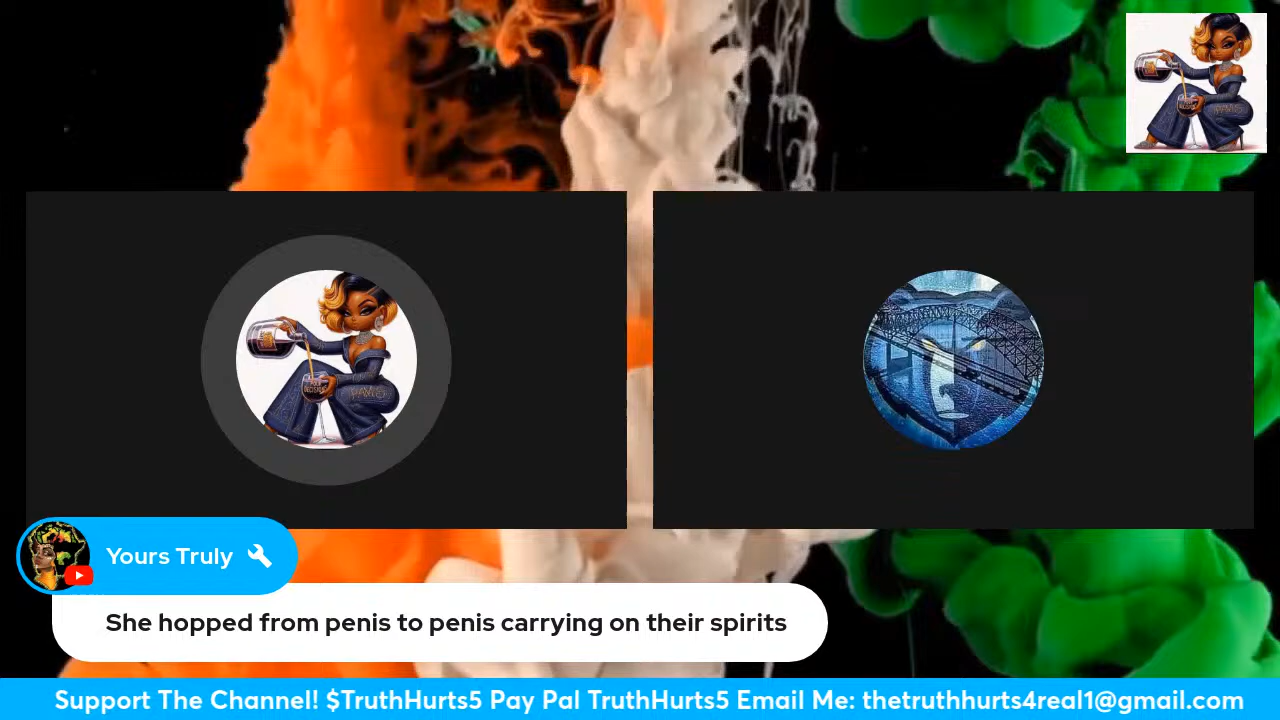 Yours Truly
She hopped from penis to penis carrying on their spirits
Support The Channel! $TruthHurts5 Pay Pal TruthHurts5 Email Me: thetruthhurts4real1@gmail.com